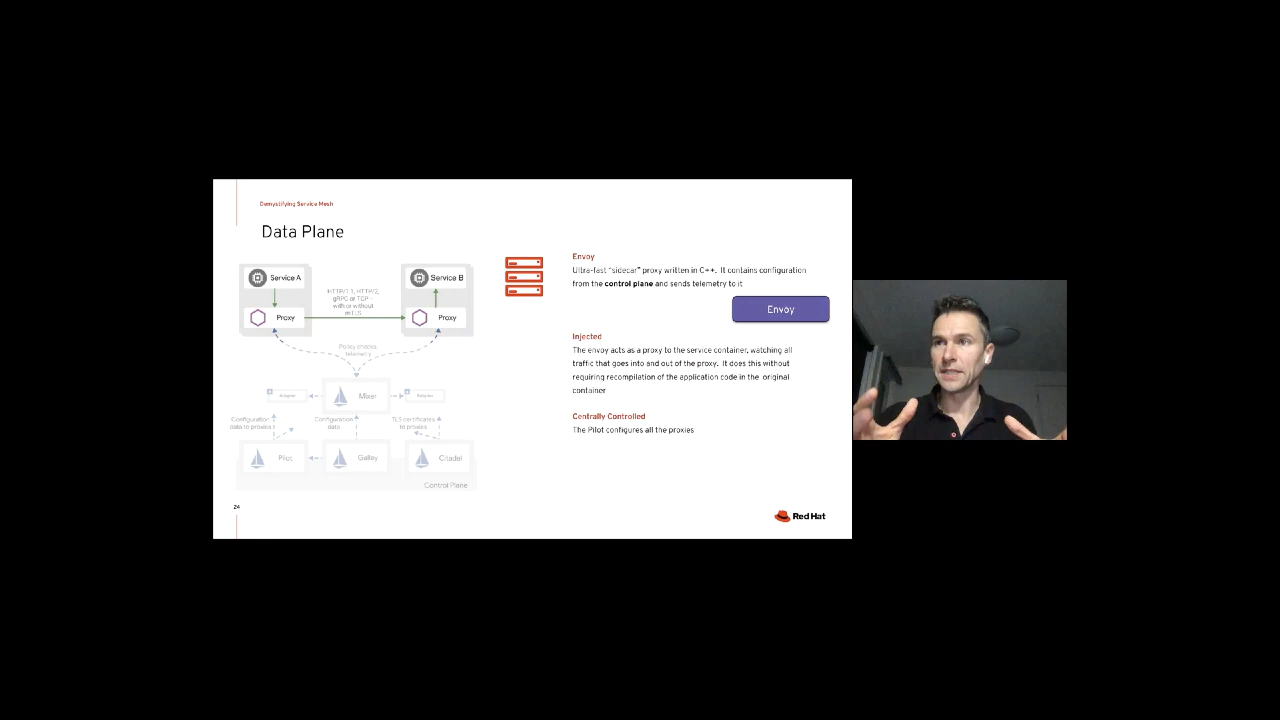 Demystifying Service Mesh
Data Plane
Service A
Service B
HTTP/1.1, HTTP/2,
gRPC or TCP -
with or without
mTLS
Proxy
Proxy
Policy checks
telemetry
Mixer
Adapter
Adapter
Configuration
data to proxies
Configuration
data
TLS certificates
to proxies
Pilot
Galley
Citadel
Control Plane
Envoy
Ultra-fast "sidecar" proxy written in C++. It contains configuration
from the control plane and sends telemetry to it
Envoy
Injected
The envoy acts as a proxy to the service container, watching all
traffic that goes into and out of the proxy. It does this without
requiring recompilation of the application code in the original
container
Centrally Controlled
The Pilot configures all the proxies
24
Red Hat